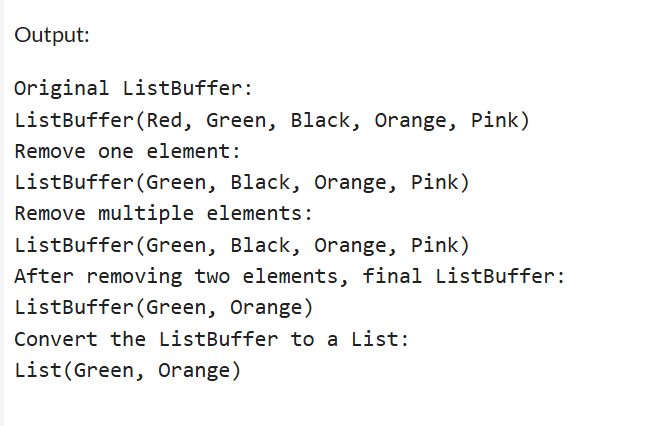 Output:
Original ListBuffer:
ListBuffer(Red, Green, Black, Orange, Pink)
Remove one element:
ListBuffer(Green, Black, Orange, Pink)
Remove multiple elements:
ListBuffer(Green, Black, Orange, Pink)
After removing two elements, final ListBuffer:
ListBuffer(Green, Orange)
Convert the ListBuffer to a List:
List(Green, Orange)